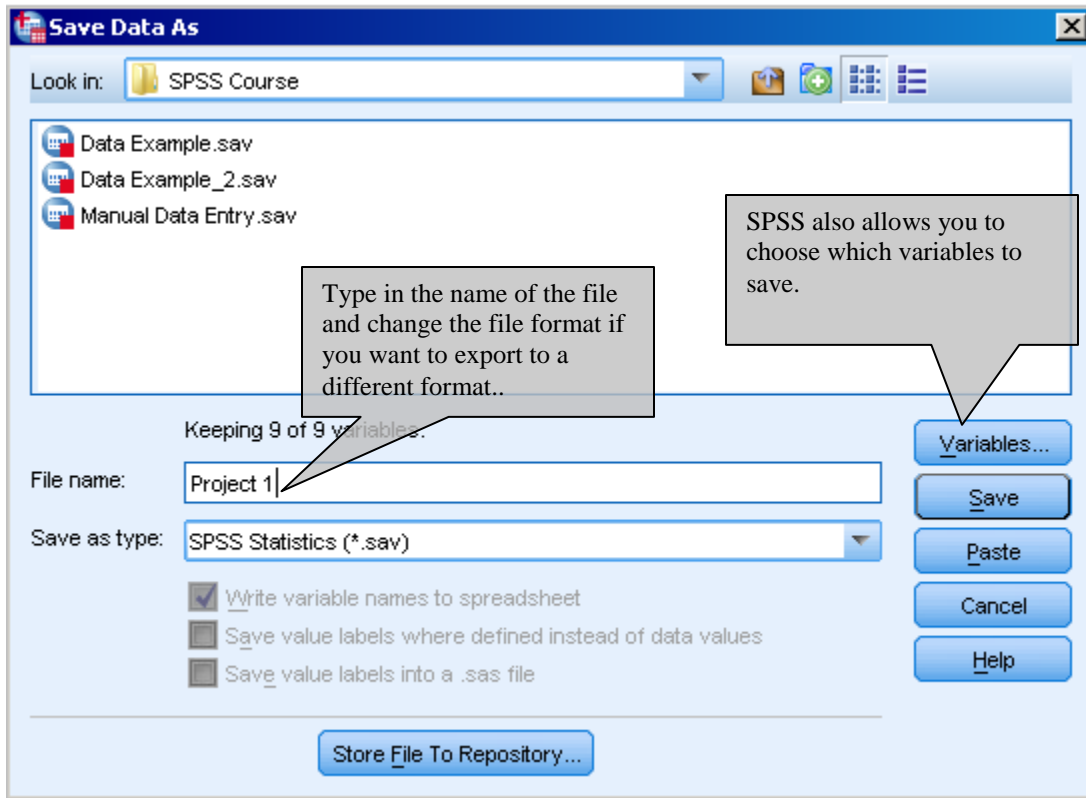 Save Data As
Look in: SPSS Course
Data Example.sav
Data Example_2.sav
Manual Data Entry.sav
SPSS also allows you to
choose which variables to
save.
Type in the name of the file
and change the file format if
you want to export to a
different format..
Keeping 9 of 9 variables.
Variables...
File name: Project 1
Save
Save as type: SPSS Statistics (*.sav)
Paste
Write variable names to spreadsheet
Cancel
Save value labels where defined instead of data values
Help
Save value labels into a .sas file
Store File To Repository...